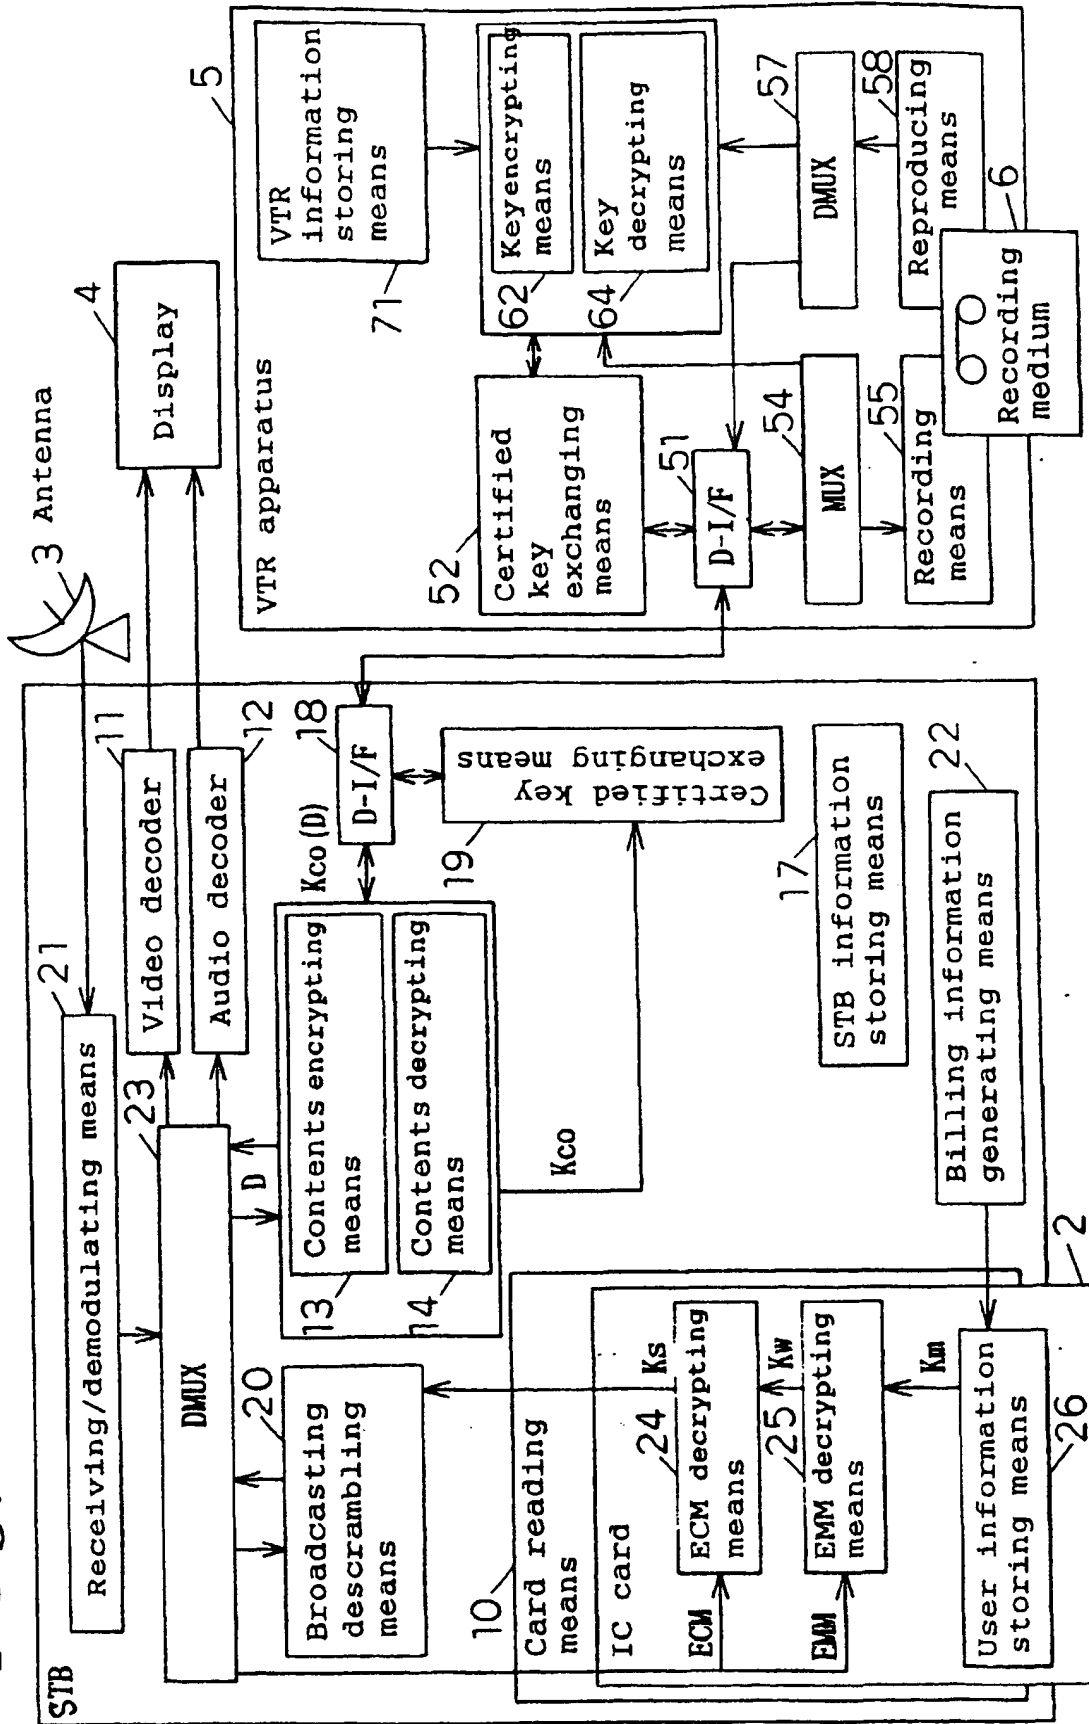 STB
Receiving/demodulating means
21
DMUX
23
Video decoder
11
Audio decoder
12
3 Antenna
Display
4
Broadcasting
descrambling
means
20
D
Contents encrypting
means
13
Contents decrypting
means
14
Kco(D)
D-I/F
18
Certified key
exchanging means
19
Kco
Card reading
means
10
IC card
2
ECM
ECM decrypting
means
24
Ks
EMM
EMM decrypting
means
25
Kw
Km
User information
storing means
26
STB information
storing means
17
Billing information
generating means
22
VTR apparatus
5
VTR
information
storing
means
71
Certified
key
exchanging
means
52
Keyencrypting
means
62
Key
decrypting
means
64
D-I/F
51
MUX
54
DMUX
57
Recording
means
55
Reproducing
means
58
Recording
medium
6